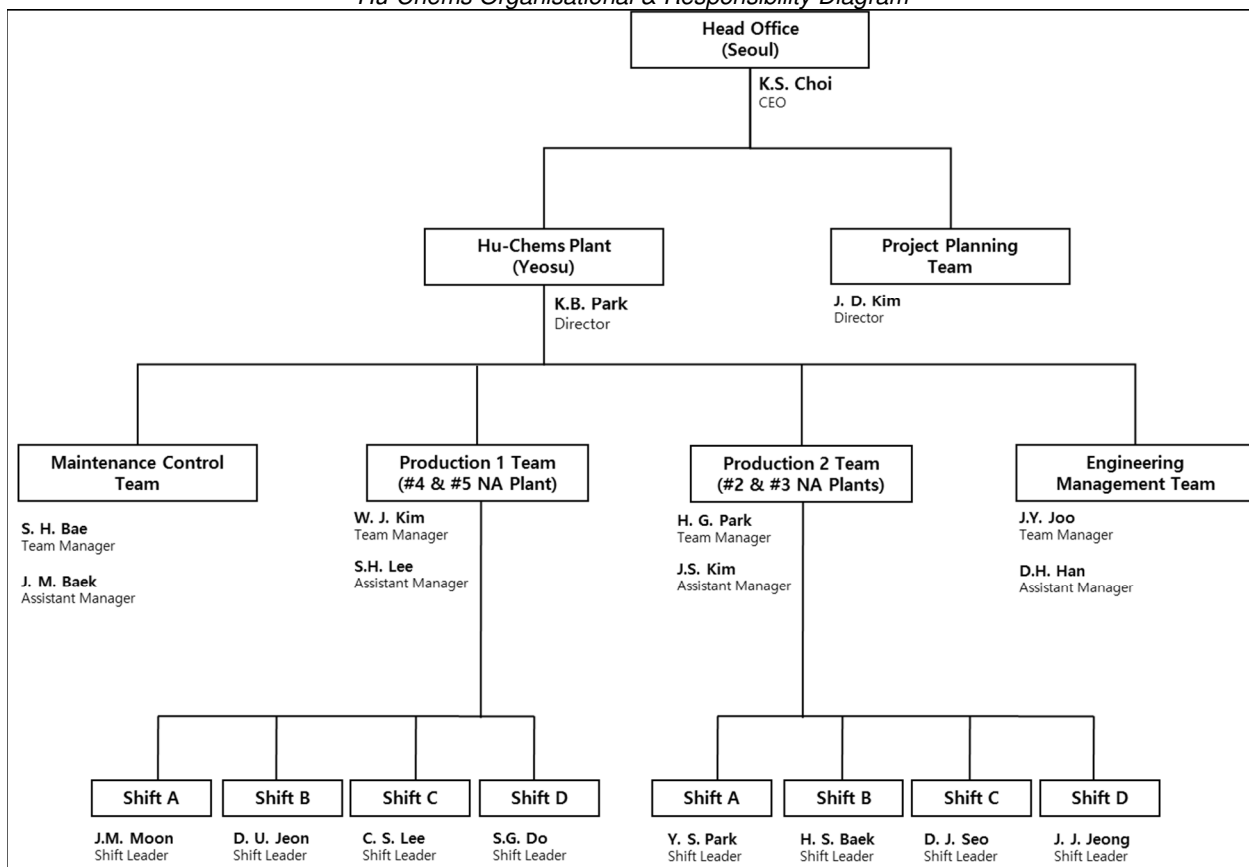 Hu-Chems Organisational & Responsibility Diagram
Head Office
(Seoul)
K.S. Choi
CEO
Hu-Chems Plant
(Yeosu)
K.B. Park
Director
Project Planning
Team
J. D. Kim
Director
Maintenance Control
Team
S. H. Bae
Team Manager
J. M. Baek
Assistant Manager
Production 1 Team
(#4 & #5 NA Plant)
W. J. Kim
Team Manager
S.H. Lee
Assistant Manager
Production 2 Team
(#2 & #3 NA Plants)
H. G. Park
Team Manager
J.S. Kim
Assistant Manager
Engineering
Management Team
J.Y. Joo
Team Manager
D.H. Han
Assistant Manager
Shift A
J.M. Moon
Shift Leader
Shift B
D. U. Jeon
Shift Leader
Shift C
C. S. Lee
Shift Leader
Shift D
S.G. Do
Shift Leader
Shift A
Y. S. Park
Shift Leader
Shift B
H. S. Baek
Shift Leader
Shift C
D. J. Seo
Shift Leader
Shift D
J. J. Jeong
Shift Leader